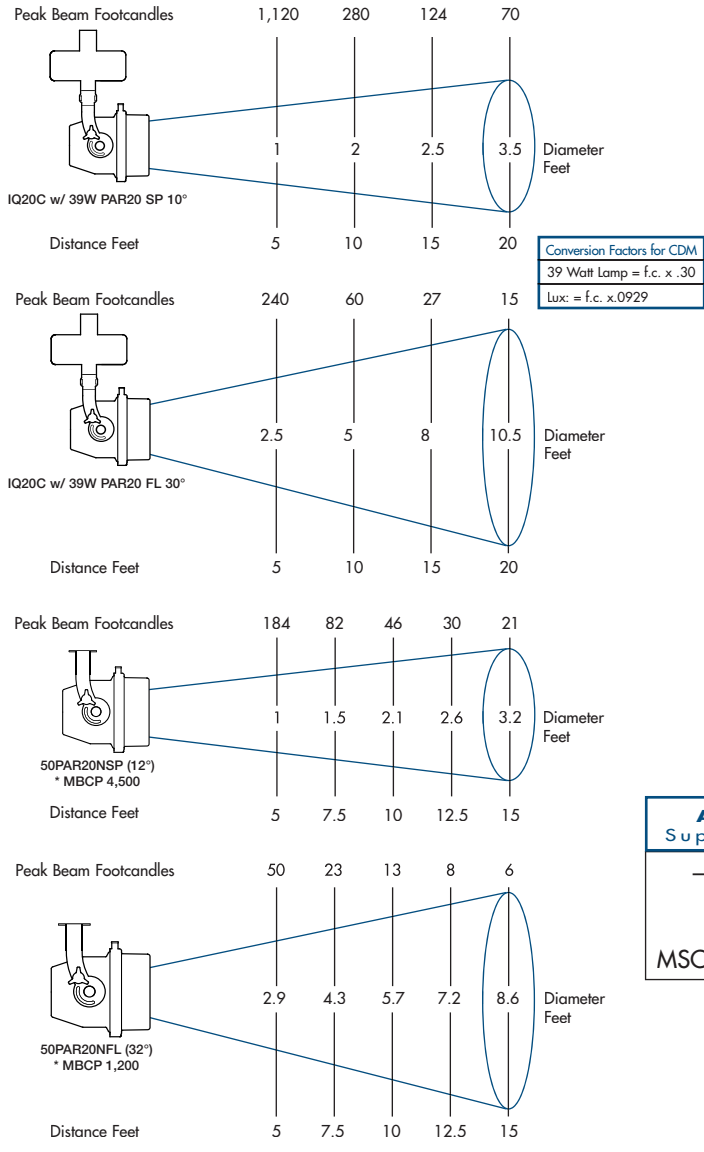 Peak Beam Footcandles 1,120 280 124 70
1 2 2.5 3.5 Diameter
Feet
IQ20C w/ 39W PAR20 SP 10°
Distance Feet 5 10 15 20
Conversion Factors for CDM
39 Watt Lamp = f.c. x .30
Lux: = f.c. x.0929
Peak Beam Footcandles 240 60 27 15
2.5 5 8 10.5 Diameter
Feet
IQ20C w/ 39W PAR20 FL 30°
Distance Feet 5 10 15 20
Peak Beam Footcandles 184 82 46 30 21
1 1.5 2.1 2.6 3.2 Diameter
Feet
50PAR20NSP (12°)
* MBCP 4,500
Distance Feet 5 7.5 10 12.5 15
Sup
MSC
Peak Beam Footcandles 50 23 13 8 6
2.9 4.3 5.7 7.2 8.6 Diameter
Feet
50PAR20NFL (32°)
* MBCP 1,200
Distance Feet 5 7.5 10 12.5 15